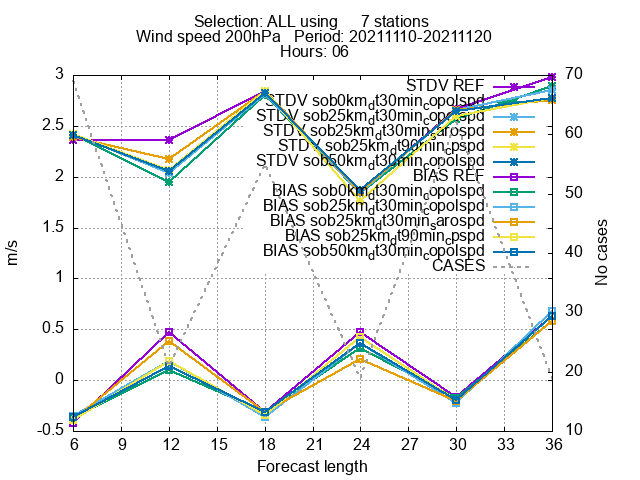 Selection: ALL using 7 stations
Wind speed 200hPa Period: 20211110-20211120
Hours: 06
3
2.5
2
1.5
1
0.5
0
-0.5
m/s
70
60
50
40
30
20
10
No cases
STDV REF
STDV sob0km_dt30min_copolspd
STDV sob25km_dt30min_copolspd
STDV sob25km_dt30min_sarospd
STDV sob25km_dt90min_cpspd
STDV sob50km_dt30min_copolspd
BIAS REF
BIAS sob0km_dt30min_copolspd
BIAS sob25km_dt30min_copolspd
BIAS sob25km_dt30min_sarospd
BIAS sob25km_dt90min_cpspd
BIAS sob50km_dt30min_copolspd
CASES
6 9 12 15 18 21 24 27 30 33 36
Forecast length